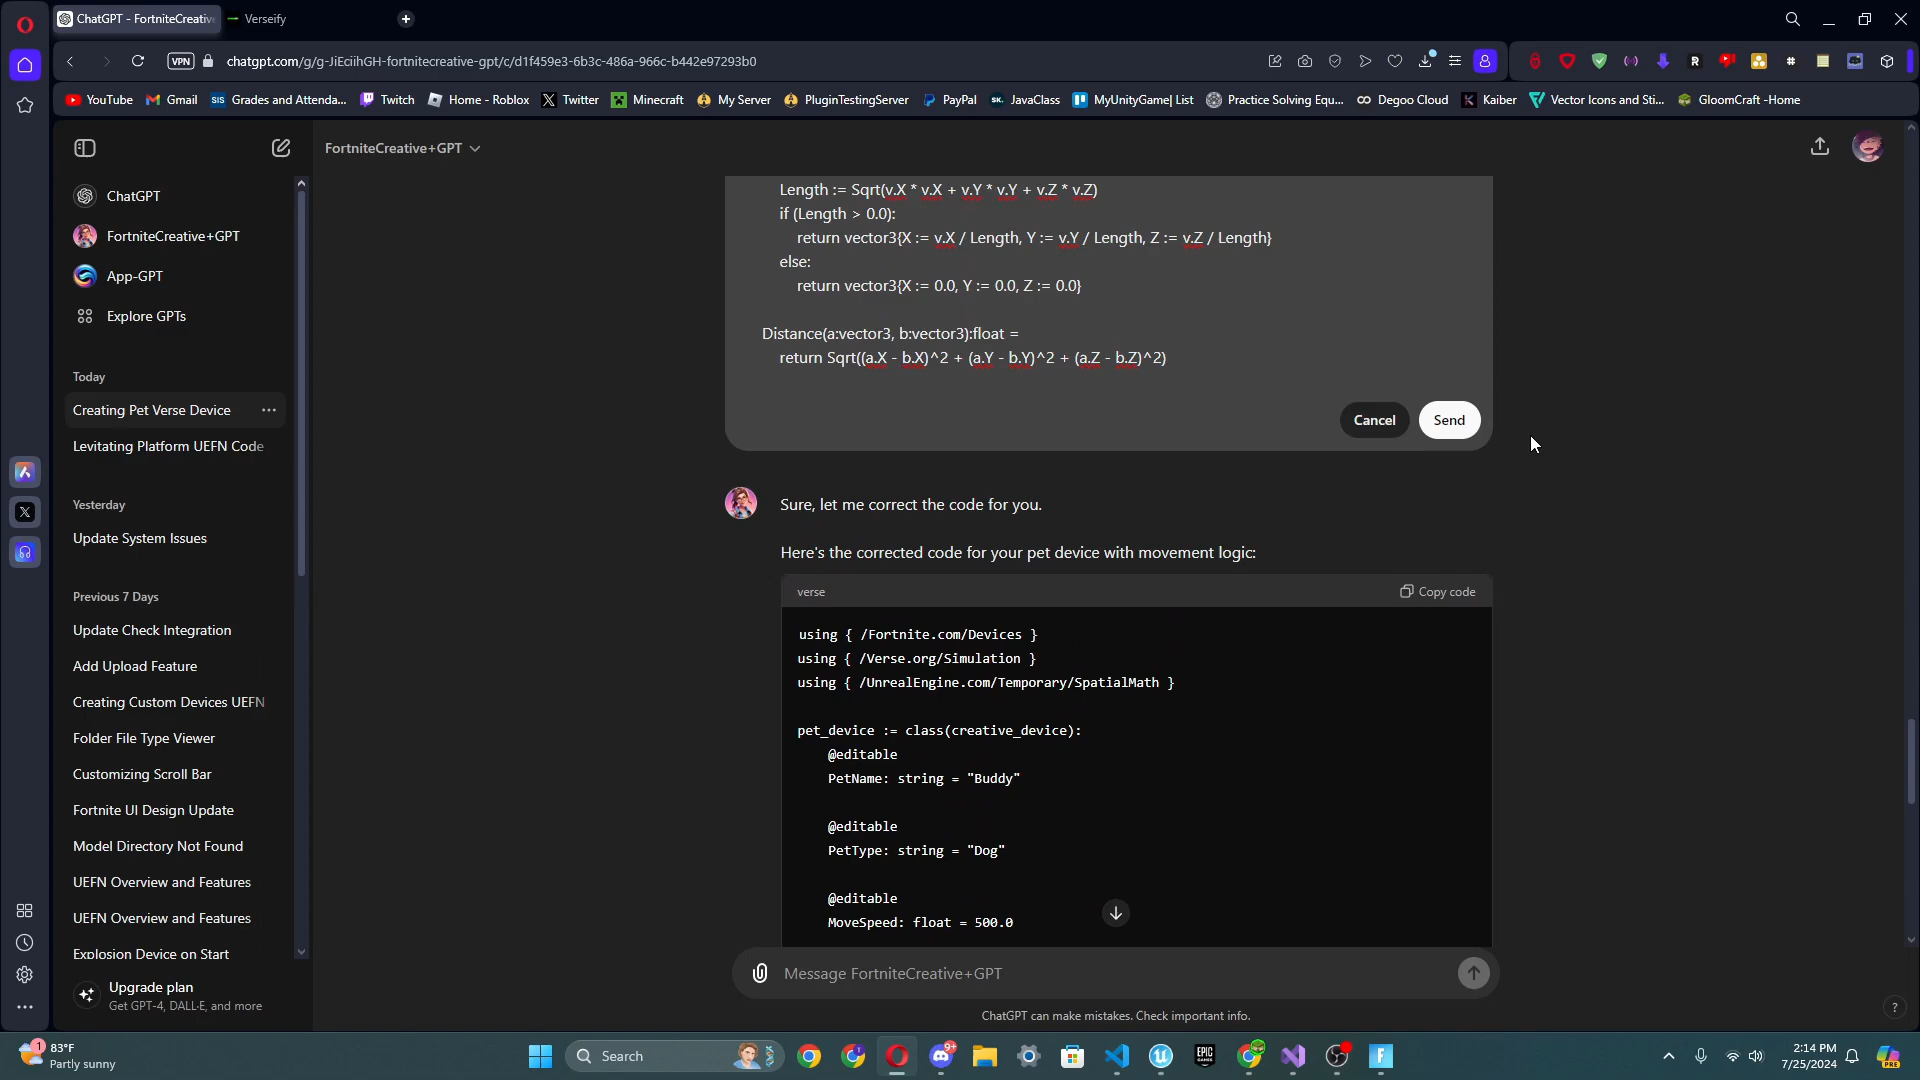 ChatGPT - FortniteCreativ
Verseify
VPN
chatgpt.com/g/g-JiEciihGH-fortnitecreative-gpt/c/d1f459e3-6b3c-486a-966c-b442e97293b0
YouTube
Gmail
SIS
Grades and Attenda...
Twitch
Home - Roblox
Twitter
Minecraft
My Server
PluginTestingServer
PayPal
SK.
JavaClass
MyUnityGame| List
Practice Solving Equ...
Degoo Cloud
Kaiber
Vector Icons and Sti...
GloomCraft -Home
FortniteCreative+GPT
ChatGPT
FortniteCreative+GPT
App-GPT
Explore GPTs
Today
Creating Pet Verse Device
Levitating Platform UEFN Code
Yesterday
Update System Issues
Previous 7 Days
Update Check Integration
Add Upload Feature
Creating Custom Devices UEFN
Folder File Type Viewer
Customizing Scroll Bar
Fortnite UI Design Update
Model Directory Not Found
UEFN Overview and Features
UEFN Overview and Features
Explosion Device on Start
Upgrade plan
Get GPT-4, DALL·E, and more
Length := Sqrt(v.X * v.X + v.Y * v.Y + v.Z * v.Z)
if (Length > 0.0):
return vector3{X := v.X / Length, Y := v.Y / Length, Z := v.Z / Length}
else:
return vector3{X := 0.0, Y := 0.0, Z := 0.0}
Distance(a:vector3, b:vector3):float =
return Sqrt((a.X - b.X)^2 + (a.Y - b.Y)^2 + (a.Z - b.Z)^2)
Cancel
Send
Sure, let me correct the code for you.
Here's the corrected code for your pet device with movement logic:
verse
Copy code
using { /Fortnite.com/Devices }
using { /Verse.org/Simulation }
using { /UnrealEngine.com/Temporary/SpatialMath }
pet_device := class(creative_device):
@editable
PetName: string = "Buddy"
@editable
PetType: string = "Dog"
@editable
MoveSpeed: float = 500.0
Message FortniteCreative+GPT
ChatGPT can make mistakes. Check important info.
?
1
83°F
Partly sunny
Search
9+
EPIC
GAMES
2:14 PM
7/25/2024
PRE